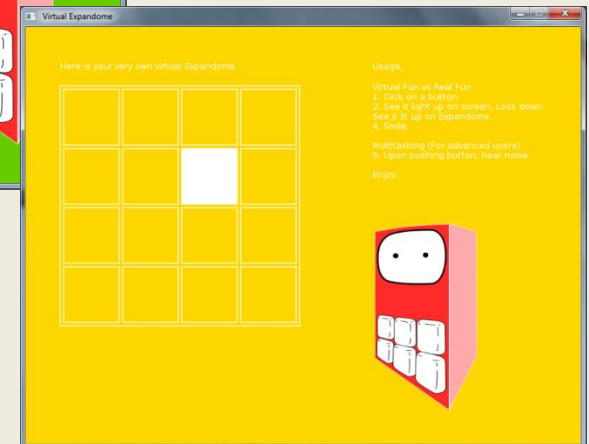 Virtual Expandome
Here is your very own virtual Expandome
Usage,
Virtual Fun vs Real Fun
1. Click on a button.
2. See it light up on screen. Look down.
See it lit up on Expandome.
4. Smile.
Multitasking (For advanced users)
5. Upon pushing button, hear noise.
Enjoy.